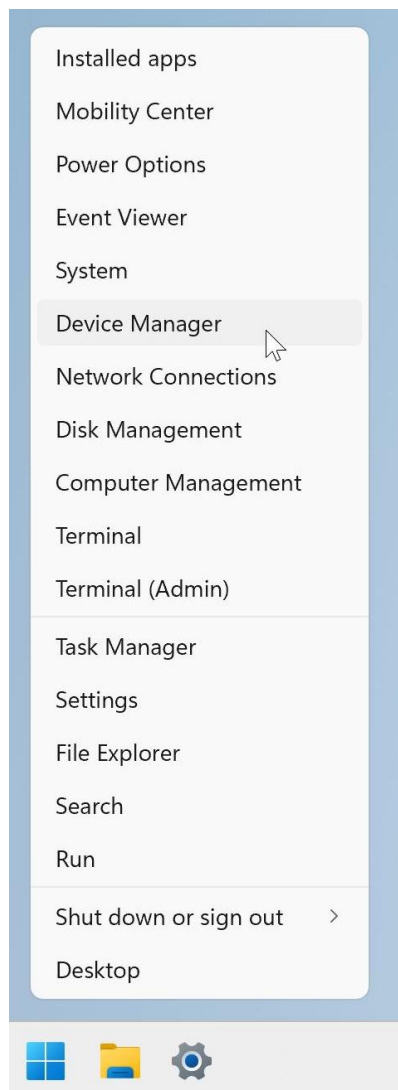 Installed apps
Mobility Center
Power Options
Event Viewer
System
Device Manager
Network Connections
Disk Management
Computer Management
Terminal
Terminal (Admin)
Task Manager
Settings
File Explorer
Search
Run
Shut down or sign out
Desktop